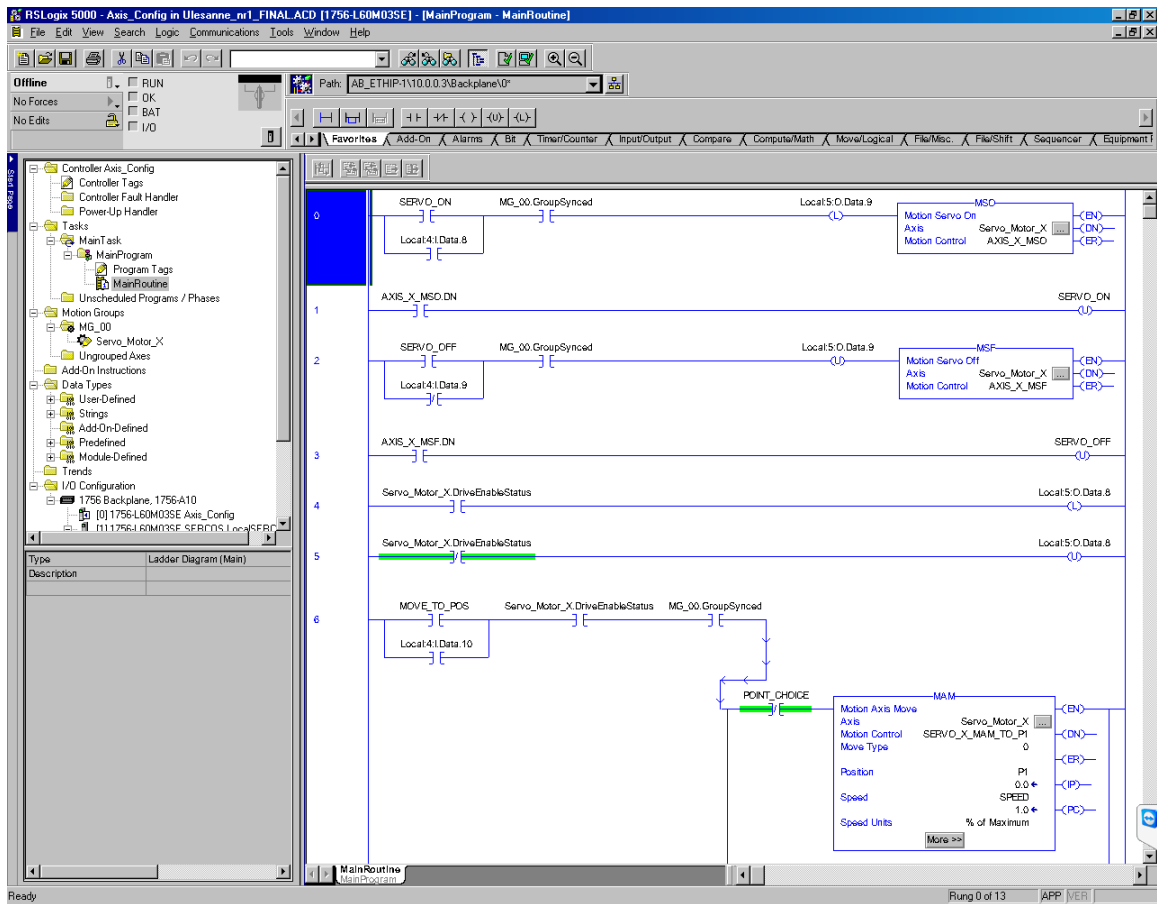 RSLogix 5000 - Axis_Config in Ulesanne_nr1_FINAL.ACD [1756-L60M03SE] - [MainProgram - MainRoutine]
File Edit View Search Logic Communications Tools Window Help
Offline
RUN
No Forces
OK
No Edits
BAT
I/O
Path: AB_ETHIP-1\10.0.0.3\Backplane\0*
Favorites Add-On Alarms Bit Timer/Counter Input/Output Compare Compute/Math Move/Logical File/Misc. File/Shift Sequencer Equipment
Start Page
Controller Axis_Config
Controller Tags
Controller Fault Handler
Power-Up Handler
Tasks
MainTask
MainProgram
Program Tags
MainRoutine
Unscheduled Programs / Phases
Motion Groups
MG_00
Servo_Motor_X
Ungrouped Axes
Add-On Instructions
Data Types
User-Defined
Strings
Add-On-Defined
Predefined
Module-Defined
Trends
I/O Configuration
1756 Backplane, 1756-A10
[0] 1756-L60M03SE Axis_Config
[1] 1756-L60M03SE SERCOS LocalSERC
Type Ladder Diagram (Main)
Description
0
SERVO_ON MG_00.GroupSynced Local:5:O.Data.9
L
Local:4:I.Data.8
MSO
Motion Servo On
Axis Servo_Motor_X ...
Motion Control AXIS_X_MSO
EN
DN
ER
1
AXIS_X_MSO.DN SERVO_ON
U
2
SERVO_OFF MG_00.GroupSynced Local:5:O.Data.9
U
Local:4:I.Data.9
MSF
Motion Servo Off
Axis Servo_Motor_X ...
Motion Control AXIS_X_MSF
EN
DN
ER
3
AXIS_X_MSF.DN SERVO_OFF
U
4
Servo_Motor_X.DriveEnableStatus Local:5:O.Data.8
L
5
Servo_Motor_X.DriveEnableStatus Local:5:O.Data.8
U
6
MOVE_TO_POS Servo_Motor_X.DriveEnableStatus MG_00.GroupSynced
Local:4:I.Data.10
POINT_CHOICE
MAM
Motion Axis Move
Axis Servo_Motor_X ...
Motion Control SERVO_X_MAM_TO_P1
Move Type 0
Position P1
0.0
Speed SPEED
1.0
Speed Units % of Maximum
More >>
EN
DN
ER
IP
PC
MainRoutine
MainProgram
Ready
Rung 0 of 13
APP
VER